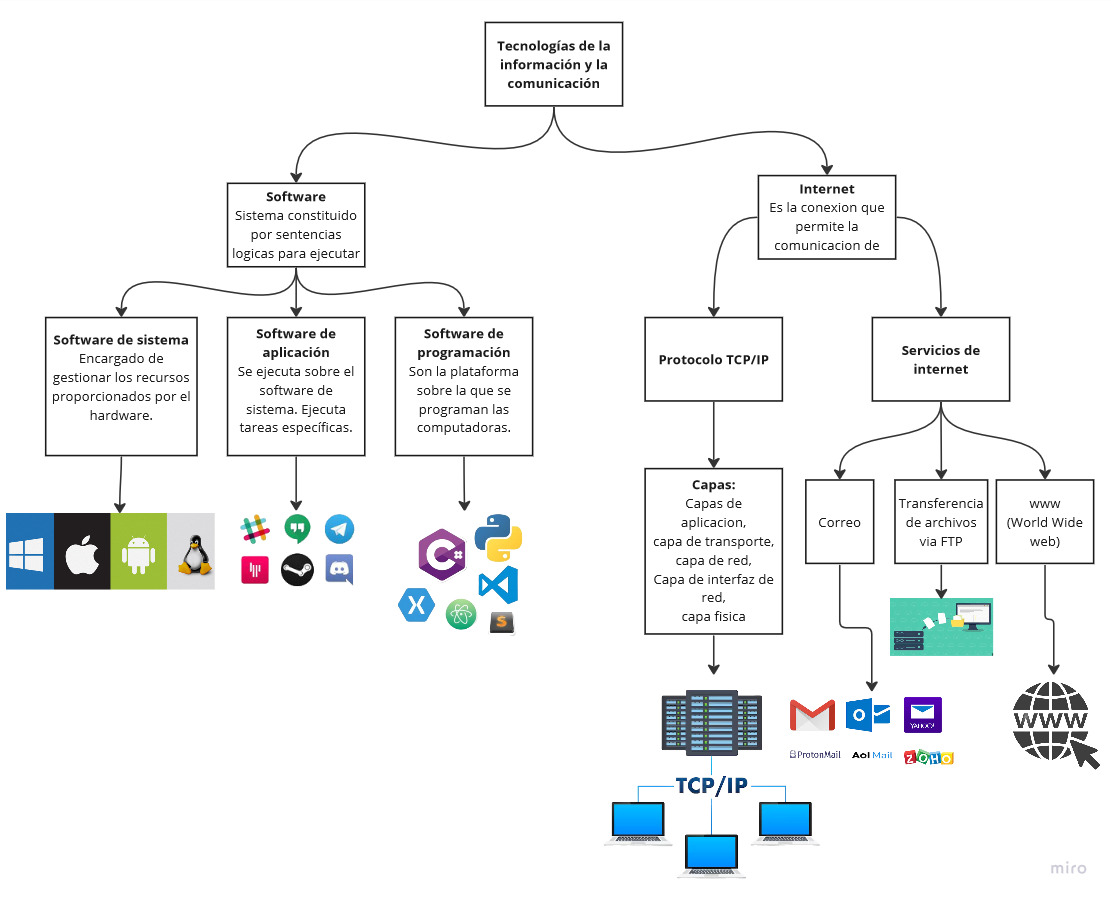 Tecnologías de la
información y la
comunicación
Software
Sistema constituido
por sentencias
logicas para ejecutar
Internet
Es la conexion que
permite la
comunicacion de
Software de sistema
Encargado de
gestionar los recursos
proporcionados por el
hardware.
Software de
aplicación
Se ejecuta sobre el
software de
sistema. Ejecuta
tareas específicas.
Software de
programación
Son la plataforma
sobre la que se
programan las
computadoras.
Protocolo TCP/IP
Servicios de
internet
Capas:
Capas de
aplicacion,
capa de transporte,
capa de red,
Capa de interfaz de
red,
capa fisica
Correo
Transferencia
de archivos
via FTP
www
(World Wide
web)
C#
X
S
O
YAHOO!
ProtonMail
Aol Mail
ZOHO
WWW
TCP/IP
miro